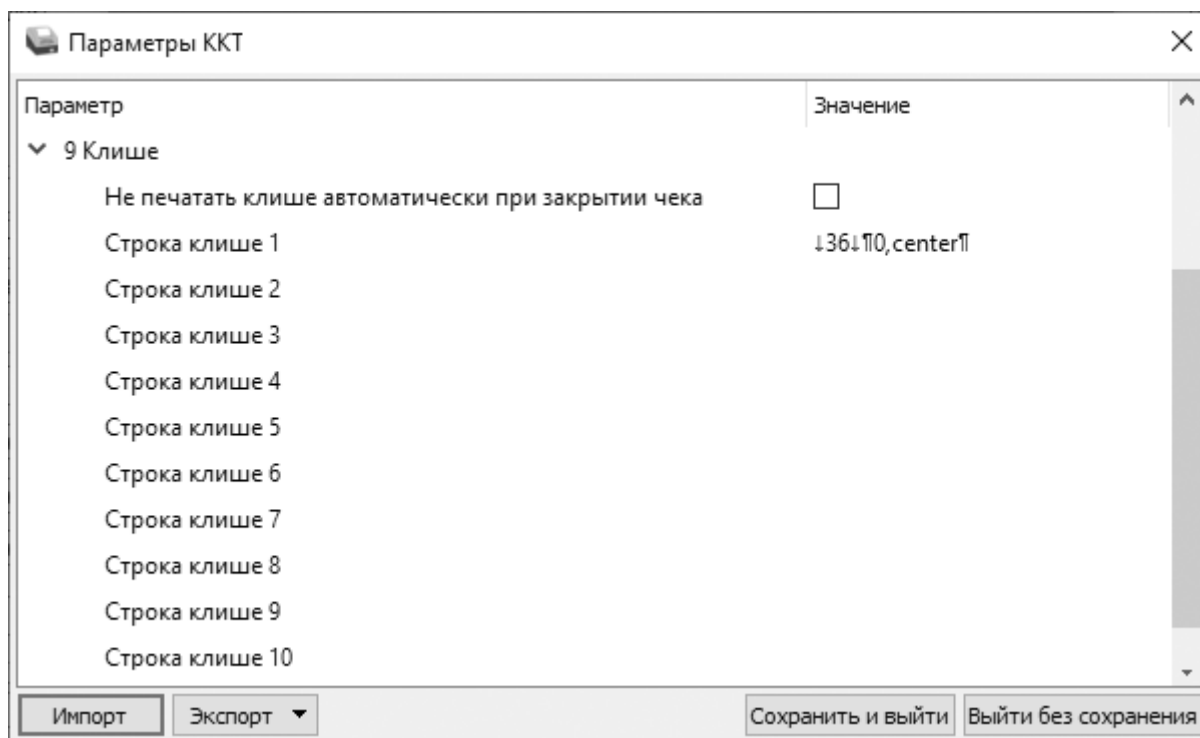 Параметры ККТ
Параметр Значение
9 Клише
Не печатать клише автоматически при закрытии чека
Строка клише 1 ↓36↓¶0,center¶
Строка клише 2
Строка клише 3
Строка клише 4
Строка клише 5
Строка клише 6
Строка клише 7
Строка клише 8
Строка клише 9
Строка клише 10
Импорт Экспорт Сохранить и выйти Выйти без сохранения